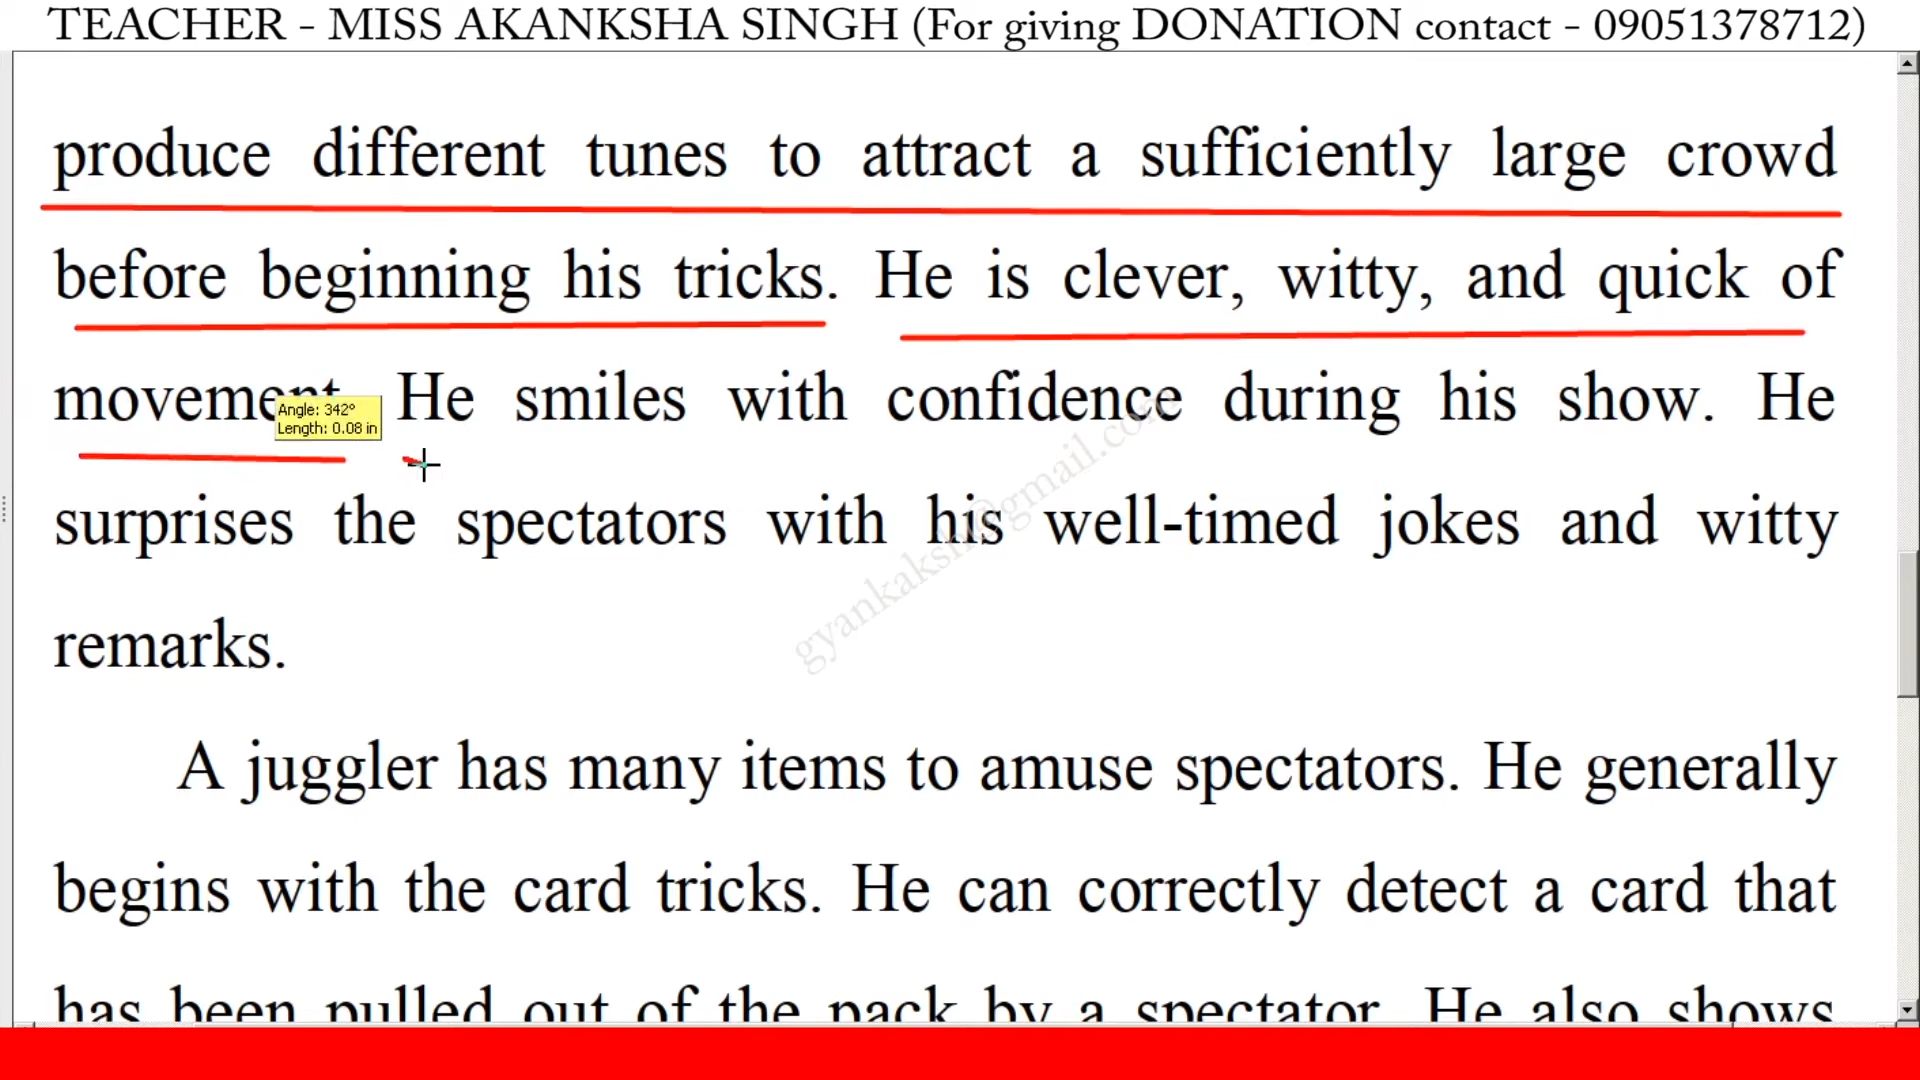 TEACHER - MISS AKANKSHA SINGH (For giving DONATION contact - 09051378712)
produce different tunes to attract a sufficiently large crowd
before beginning his tricks. He is clever, witty, and quick of
movement. He smiles with confidence during his show. He
Angle: 342°
Length: 0.08 in
surprises the spectators with his well-timed jokes and witty
remarks.
gyankaksh@gmail.com
A juggler has many items to amuse spectators. He generally
begins with the card tricks. He can correctly detect a card that
has been pulled out of the pack by a spectator. He also shows